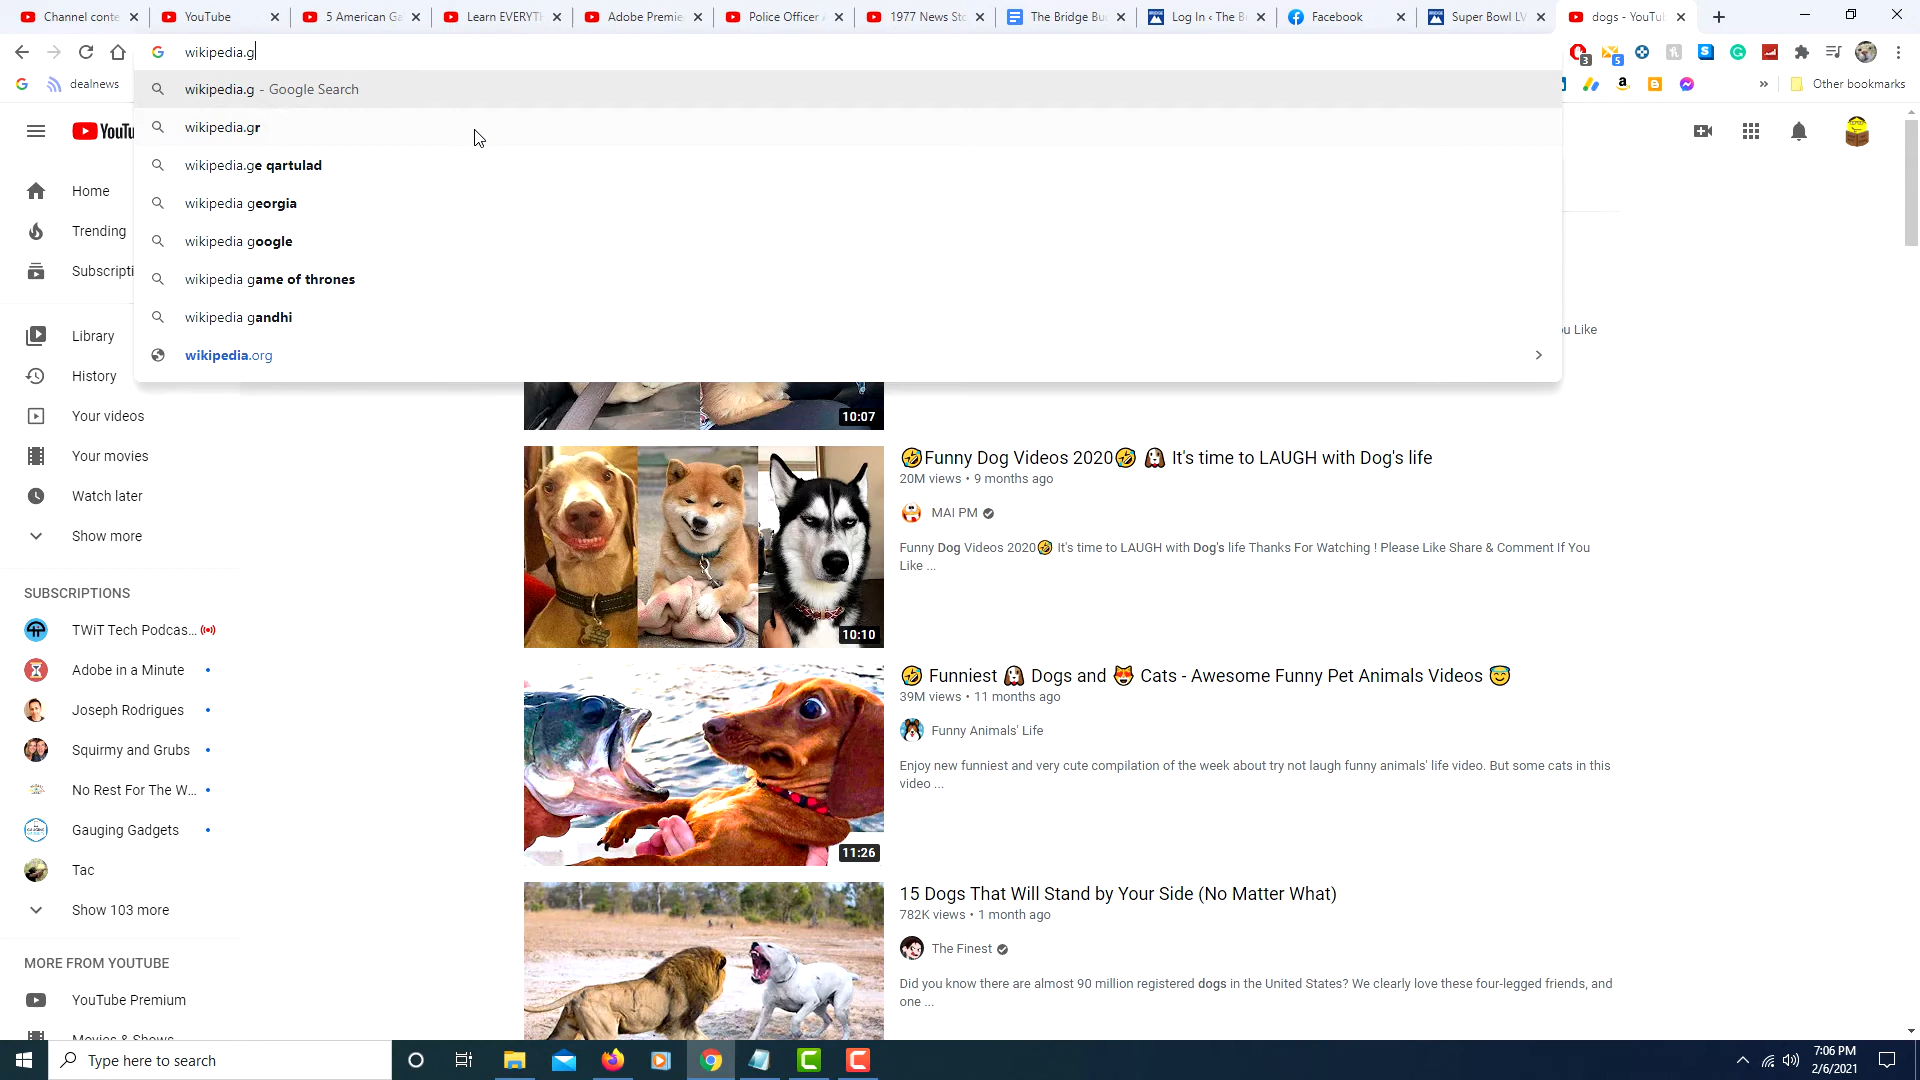 Channel conte
YouTube
5 American Ga
Learn EVERYTH
Adobe Premie
Police Officer
1977 News Sto
The Bridge Bu
Log In ‹ The B
Facebook
Super Bowl LV
dogs - YouTu
wikipedia.g
3
5
dealnews
Other bookmarks
wikipedia.g - Google Search
wikipedia.gr
wikipedia.ge qartulad
wikipedia georgia
wikipedia google
wikipedia game of thrones
wikipedia gandhi
wikipedia.org
YouTu
Home
Trending
Subscripti
Library
History
Your videos
Your movies
Watch later
Show more
SUBSCRIPTIONS
TWiT Tech Podcas...
Adobe in a Minute
Joseph Rodrigues
Squirmy and Grubs
No Rest For The W...
Gauging Gadgets
Tac
Show 103 more
MORE FROM YOUTUBE
YouTube Premium
Movies & Shows
u Like
10:07
🤣Funny Dog Videos 2020🤣 🐶 It's time to LAUGH with Dog's life
20M views • 9 months ago
MAI PM
Funny Dog Videos 2020🤣 It's time to LAUGH with Dog's life Thanks For Watching ! Please Like Share & Comment If You
Like ...
10:10
🤣 Funniest 🐶 Dogs and 😻 Cats - Awesome Funny Pet Animals Videos 😇
39M views • 11 months ago
Funny Animals' Life
Enjoy new funniest and very cute compilation of the week about try not laugh funny animals' life video. But some cats in this
video ...
11:26
15 Dogs That Will Stand by Your Side (No Matter What)
782K views • 1 month ago
The Finest
Did you know there are almost 90 million registered dogs in the United States? We clearly love these four-legged friends, and
one ...
Type here to search
7:06 PM
2/6/2021